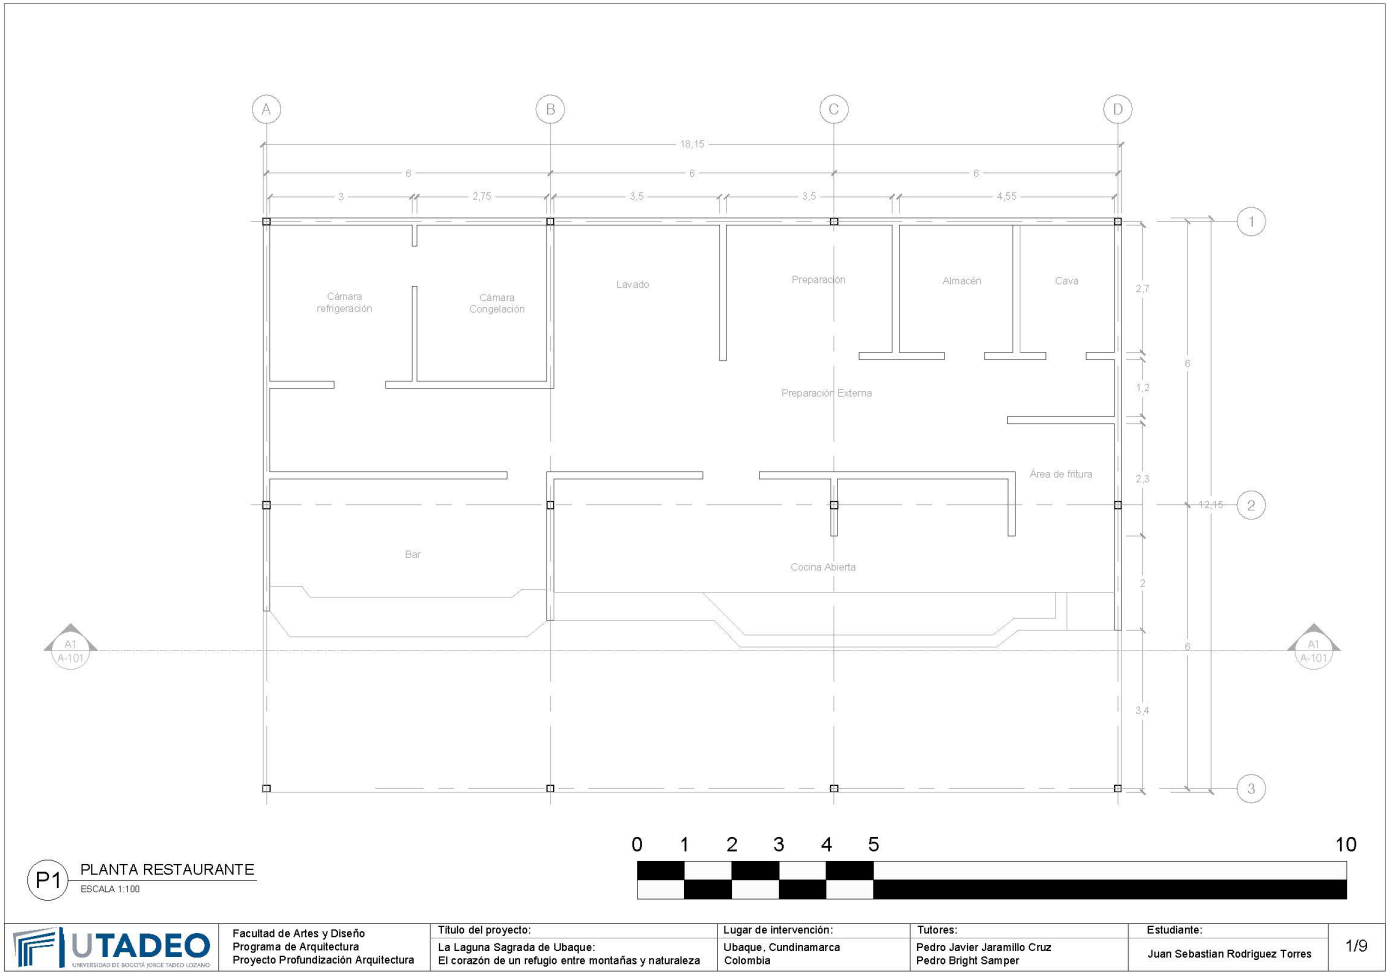 A B C D
18,15
6 6 6
3 2,75 3,5 3,5 4,55
1
Cámara
refrigeración
Cámara
Congelación
Lavado
Preparación
Almacén
Cava
2,7
6
Preparación Externa
1,2
Área de fritura
2,3
12,15
2
Bar
Cocina Abierta
2
A1
A-101
6
A1
A-101
3,4
3
0 1 2 3 4 5 10
P1
PLANTA RESTAURANTE
ESCALA 1:100
UTADEO
UNIVERSIDAD DE BOGOTÁ JORGE TADEO LOZANO
Facultad de Artes y Diseño
Programa de Arquitectura
Proyecto Profundización Arquitectura
Título del proyecto:
La Laguna Sagrada de Ubaque:
El corazón de un refugio entre montañas y naturaleza
Lugar de intervención:
Ubaque, Cundinamarca
Colombia
Tutores:
Pedro Javier Jaramillo Cruz
Pedro Bright Samper
Estudiante:
Juan Sebastian Rodriguez Torres
1/9